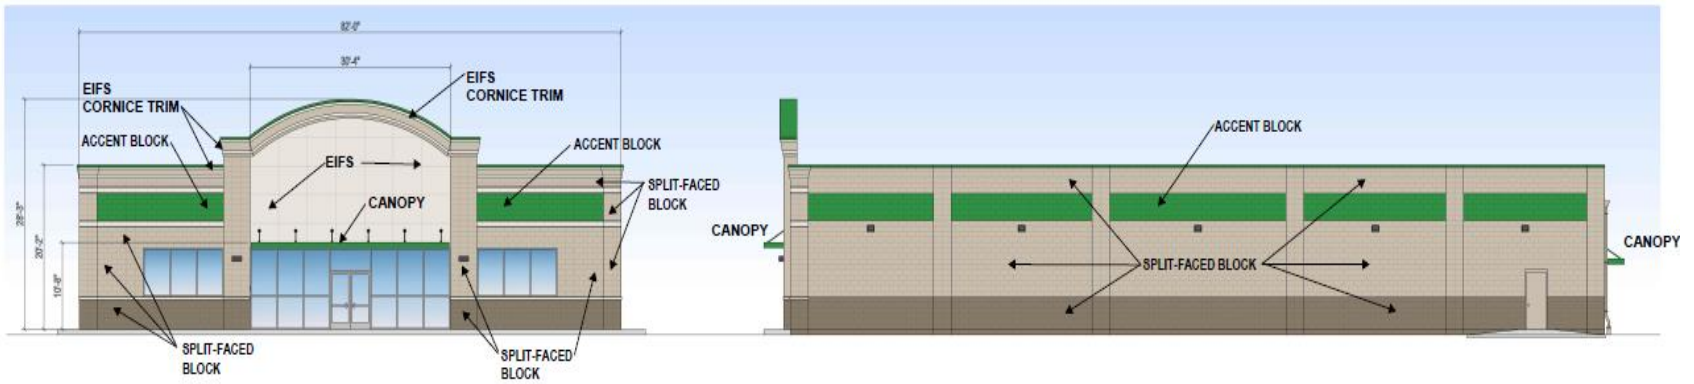 82'-0"
30'-4"
EIFS
CORNICE TRIM
EIFS
CORNICE TRIM
ACCENT BLOCK
ACCENT BLOCK
EIFS
SPLIT-FACED
BLOCK
CANOPY
28'-3"
20'-2"
10'-8"
SPLIT-FACED
BLOCK
SPLIT-FACED
BLOCK
ACCENT BLOCK
CANOPY
CANOPY
SPLIT-FACED BLOCK